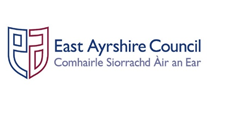 East Ayrshire Council
Comhairle Siorrachd Àir an Ear